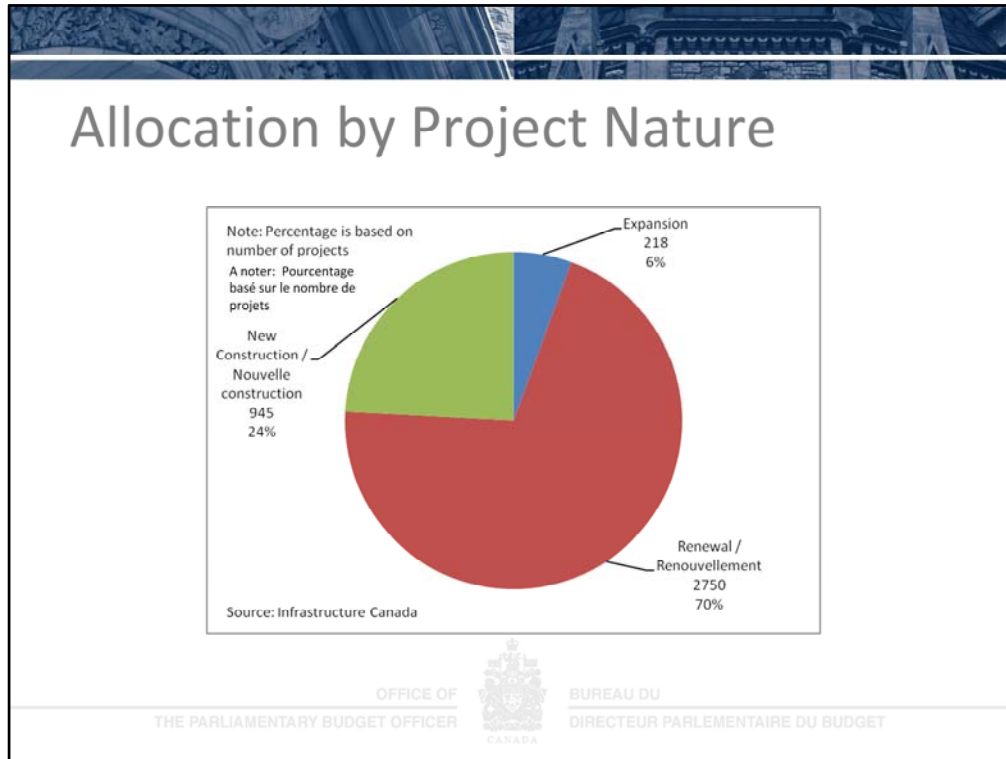 Allocation by Project Nature
Note: Percentage is based on
number of projects
A noter: Pourcentage
basé sur le nombre de
projets
Expansion
218
6%
New
Construction /
Nouvelle
construction
945
24%
Renewal /
Renouvellement
2750
70%
Source: Infrastructure Canada
OFFICE OF
THE PARLIAMENTARY BUDGET OFFICER
CANADA
BUREAU DU
DIRECTEUR PARLEMENTAIRE DU BUDGET